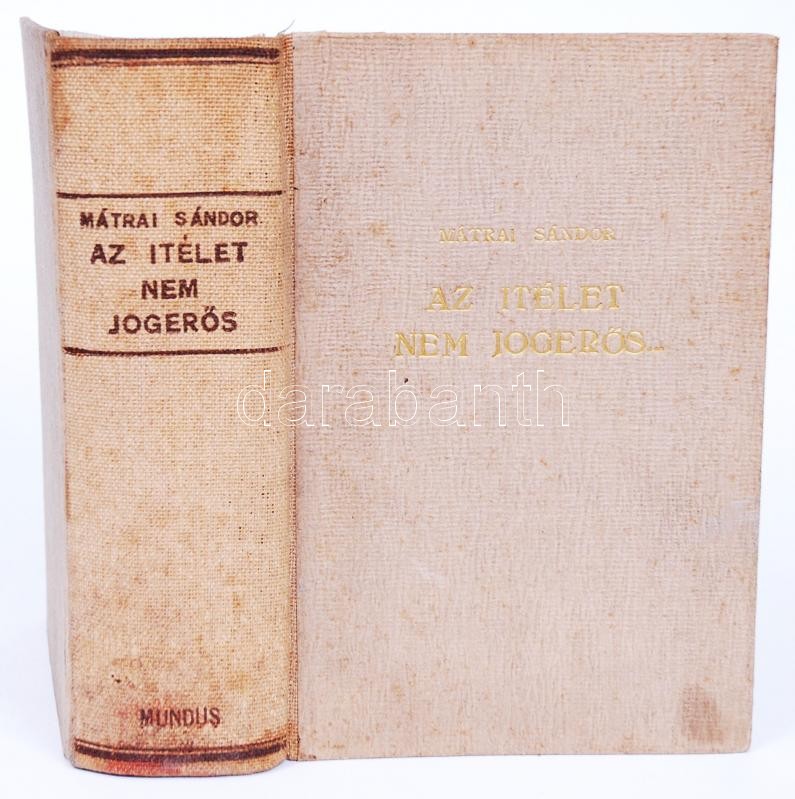 MÁTRAI SÁNDOR
AZ ITÉLET
NEM
JOGERŐS
MUNDUS
MÁTRAI SÁNDOR
AZ ITÉLET
NEM JOGERŐS...
darabanth